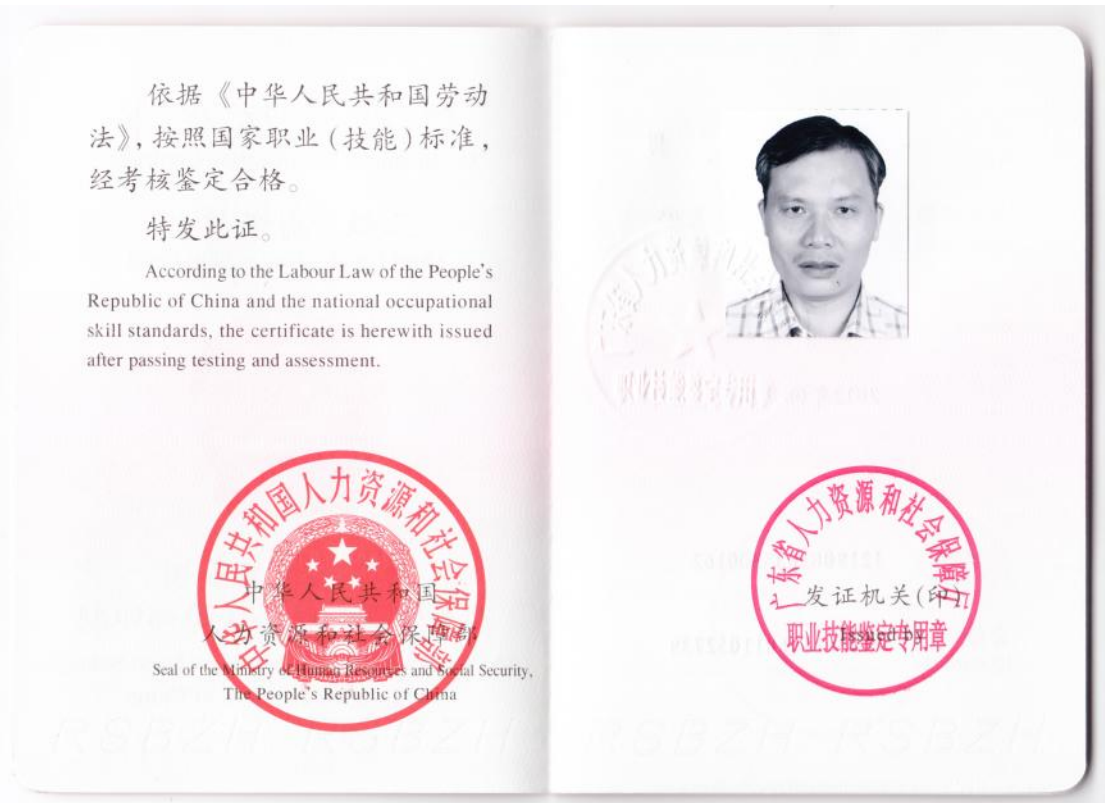 依据《中华人民共和国劳动
法》,按照国家职业(技能)标准,
经考核鉴定合格。
特发此证。
According to the Labour Law of the People's
Republic of China and the national occupational
skill standards, the certificate is herewith issued
after passing testing and assessment.
中华人民共和国人力资源和社会保障部
中华人民共和国
人力资源和社会保障部
Seal of the Ministry of Human Resources and Social Security,
The People's Republic of China
RSBZH RSBZH
广东省人力资源和社会保障厅
发证机关(印)
职业技能鉴定专用章
Issued by
RSBZH RSBZH